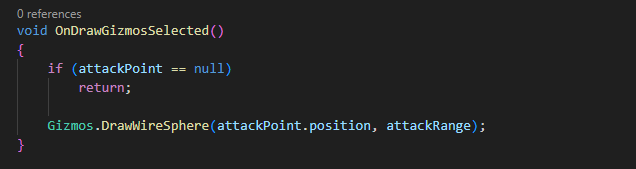 0 references
void OnDrawGizmosSelected()
{
if (attackPoint == null)
return;
Gizmos.DrawWireSphere(attackPoint.position, attackRange);
}